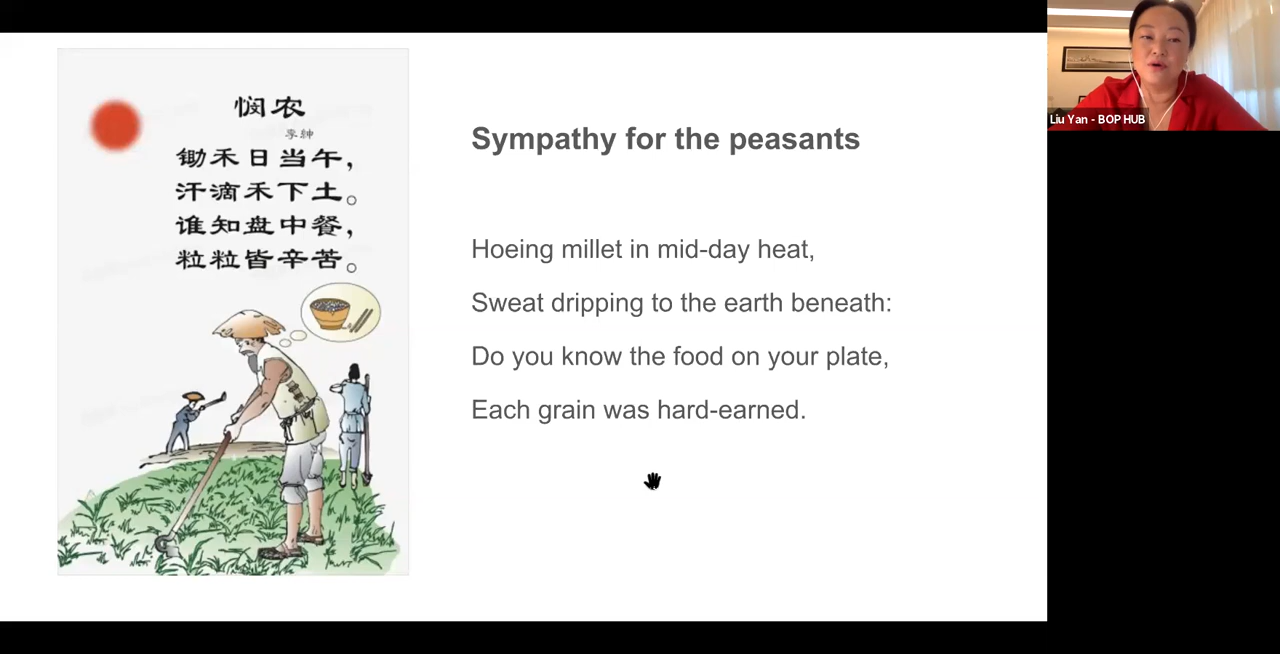 悯农
李绅
锄禾日当午，
汗滴禾下土。
谁知盘中餐，
粒粒皆辛苦。
Sympathy for the peasants
Hoeing millet in mid-day heat,
Sweat dripping to the earth beneath:
Do you know the food on your plate,
Each grain was hard-earned.
Liu Yan - BOP HUB